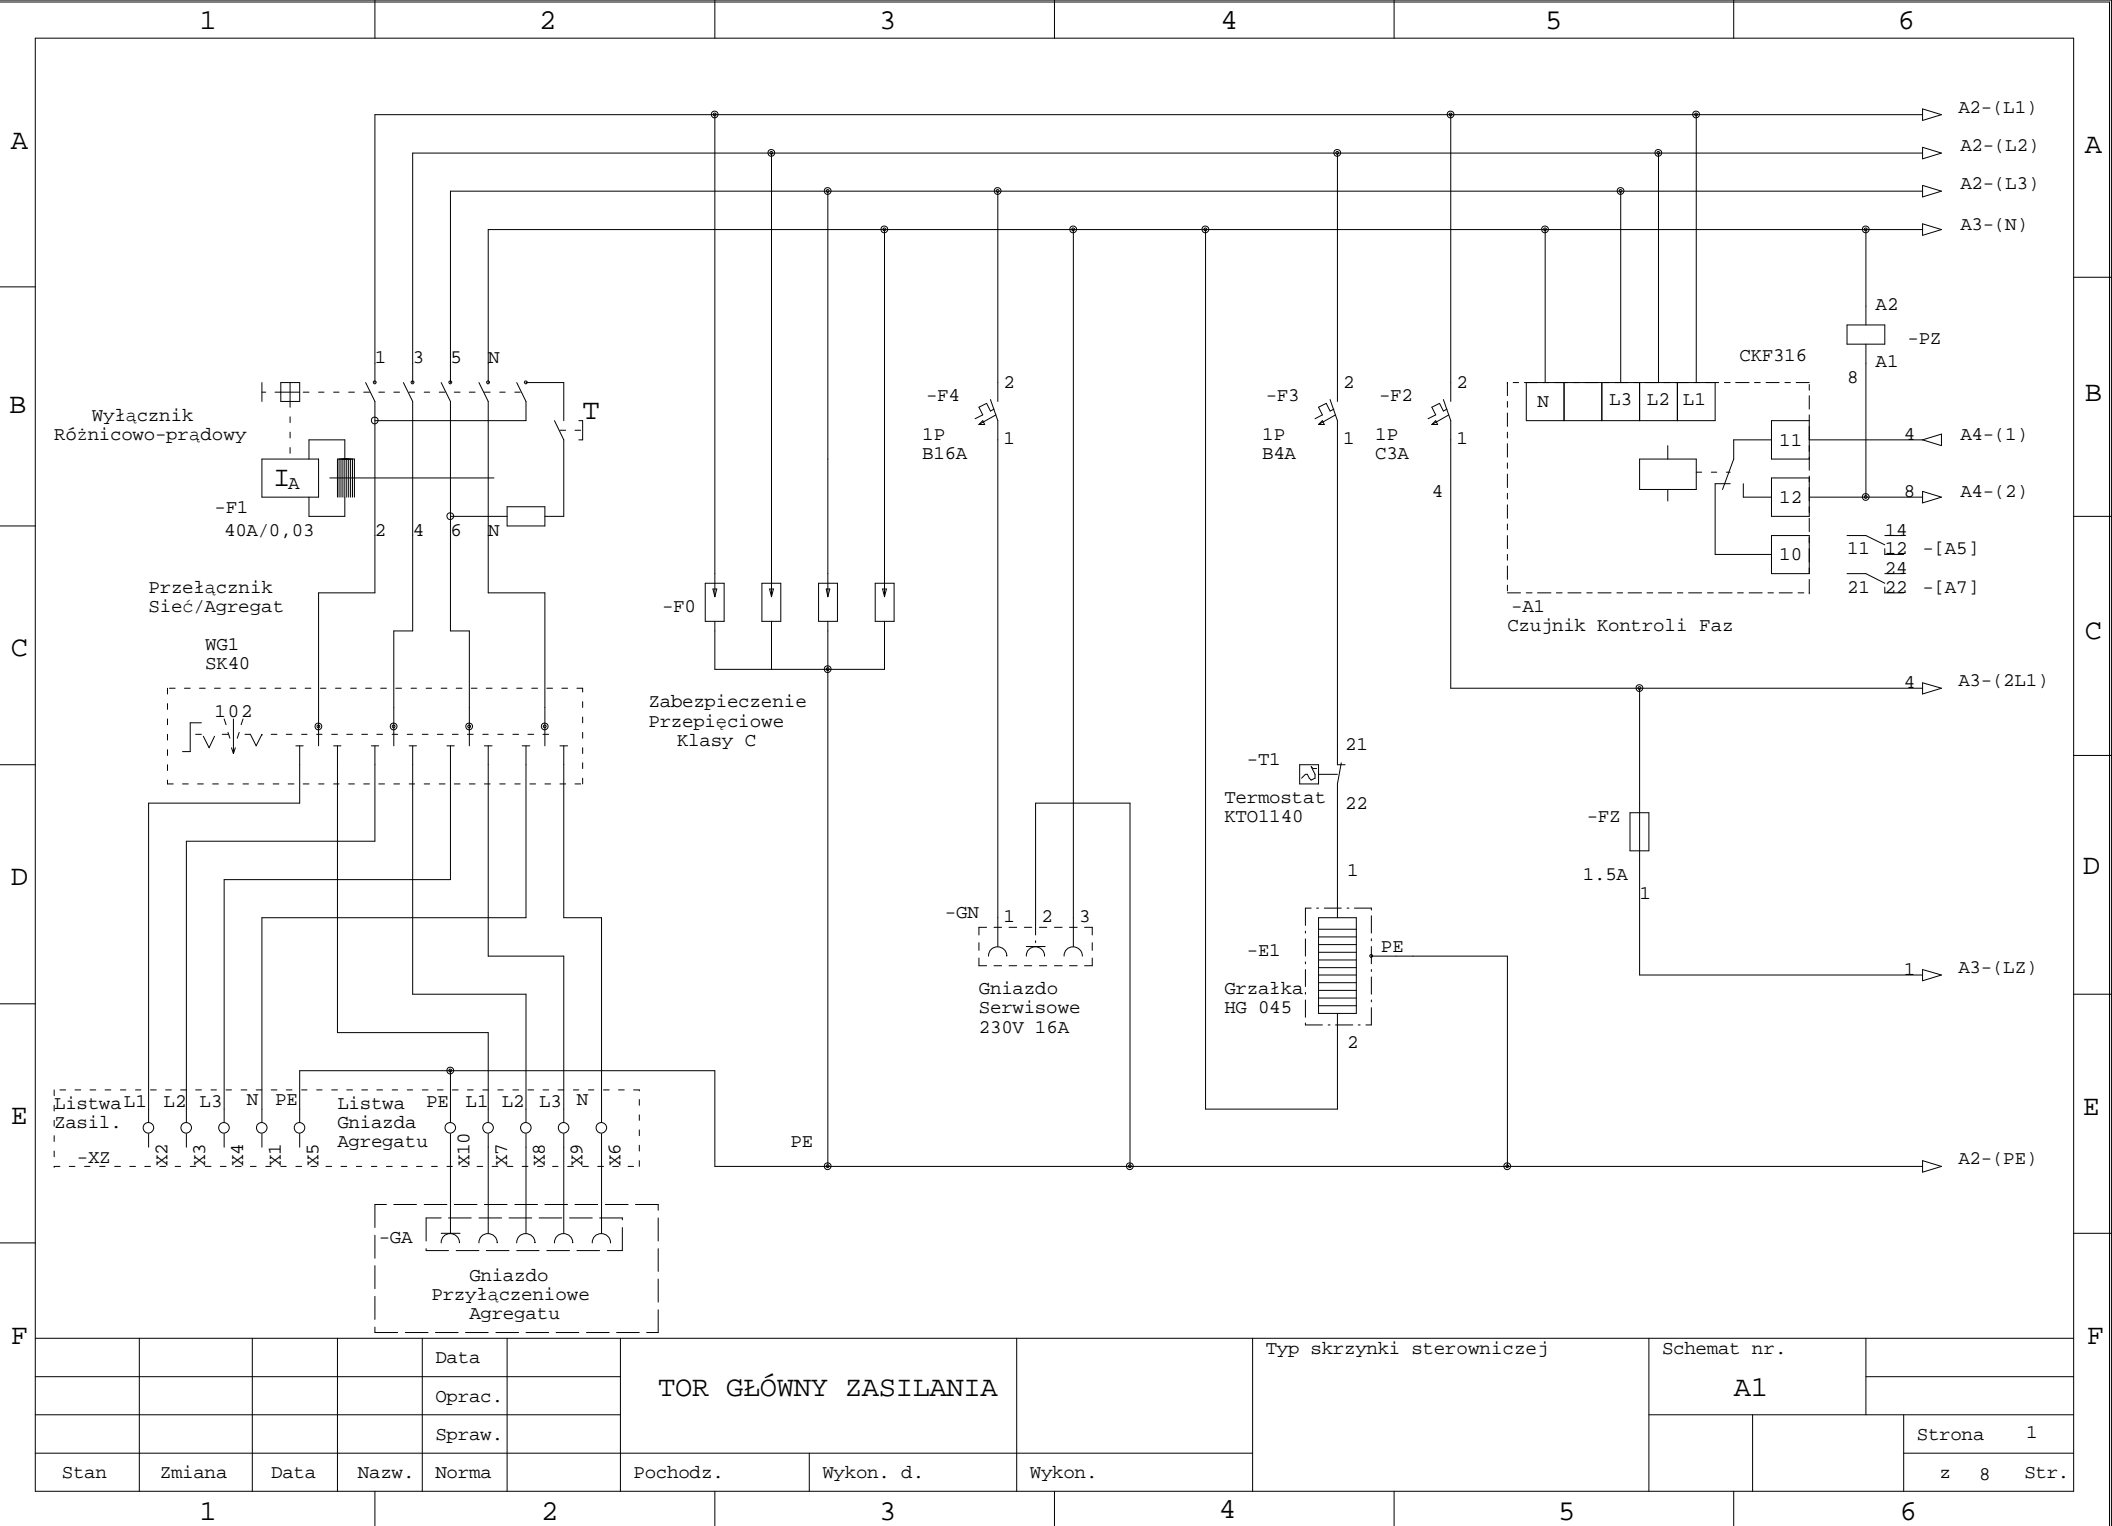 1 2 3 4 5 6
A
B
C
D
E
F
A
B
C
D
E
F
A2-(L1)
A2-(L2)
A2-(L3)
A3-(N)
1 3 5 N
Wyłącznik
Różnicowo-prądowy
T
IA
-F1
40A/0,03
2 4 6 N
Przełącznik
Sieć/Agregat
WG1
SK40
102
-F0
Zabezpieczenie
Przepięciowe
Klasy C
2
-F4
1P
B16A
1
2
-F3
1P
B4A
1
2
-F2
1P
C3A
1
4
CKF316
N L3 L2 L1
11
12
10
-A1
Czujnik Kontroli Faz
A2
-PZ
A1
8
4 A4-(1)
8 A4-(2)
14
11 12 -[A5]
24
21 22 -[A7]
4 A3-(2L1)
21
-T1
Termostat
KTO1140
22
1
-E1
PE
Grzałka
HG 045
2
-FZ
1.5A
1
1 A3-(LZ)
-GN 1 2 3
Gniazdo
Serwisowe
230V 16A
Listwa
Zasil.
-XZ
L1 L2 L3 N PE
X2 X3 X4 X1 X5
Listwa
Gniazda
Agregatu
PE L1 L2 L3 N
X10 X7 X8 X9 X6
PE
A2-(PE)
-GA
Gniazdo
Przyłączeniowe
Agregatu
Data
Oprac.
Spraw.
Stan Zmiana Data Nazw. Norma
TOR GŁÓWNY ZASILANIA
Pochodz. Wykon. d. Wykon.
Typ skrzynki sterowniczej
Schemat nr.
A1
Strona 1
z 8 Str.
1 2 3 4 5 6